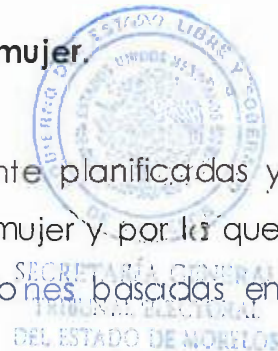 mujer.
nte planificadas y
mujer y por la que
SECRETARÍA GENERAL
ones basadas en
TRIBUNAL ELECTORAL
DEL ESTADO DE MORELOS